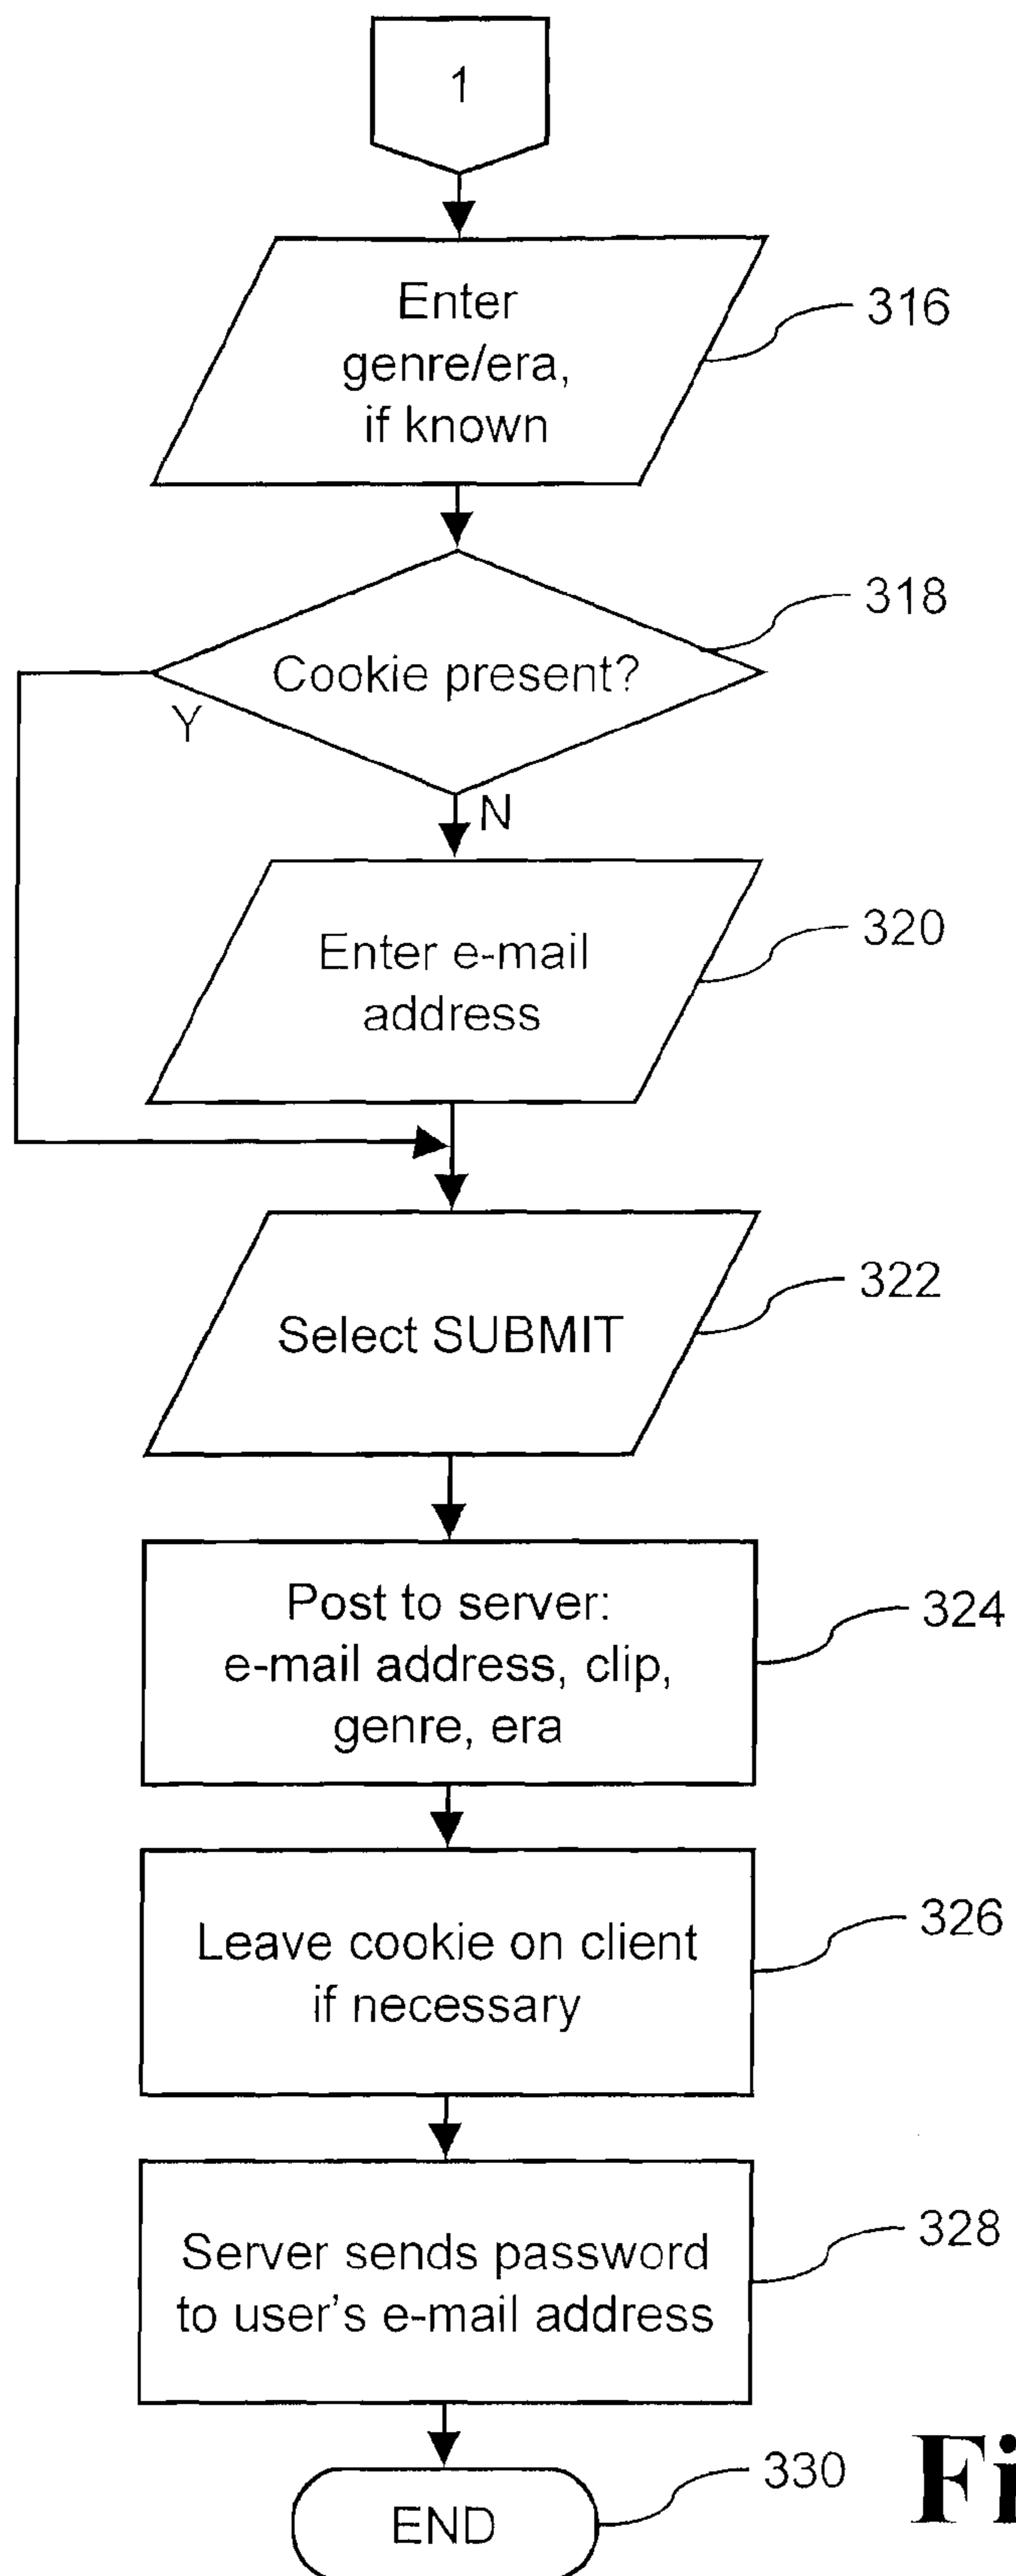 1
Enter
genre/era,
if known
316
Cookie present?
318
Y
N
Enter e-mail
address
320
Select SUBMIT
322
Post to server:
e-mail address, clip,
genre, era
324
Leave cookie on client
if necessary
326
Server sends password
to user's e-mail address
328
END
330